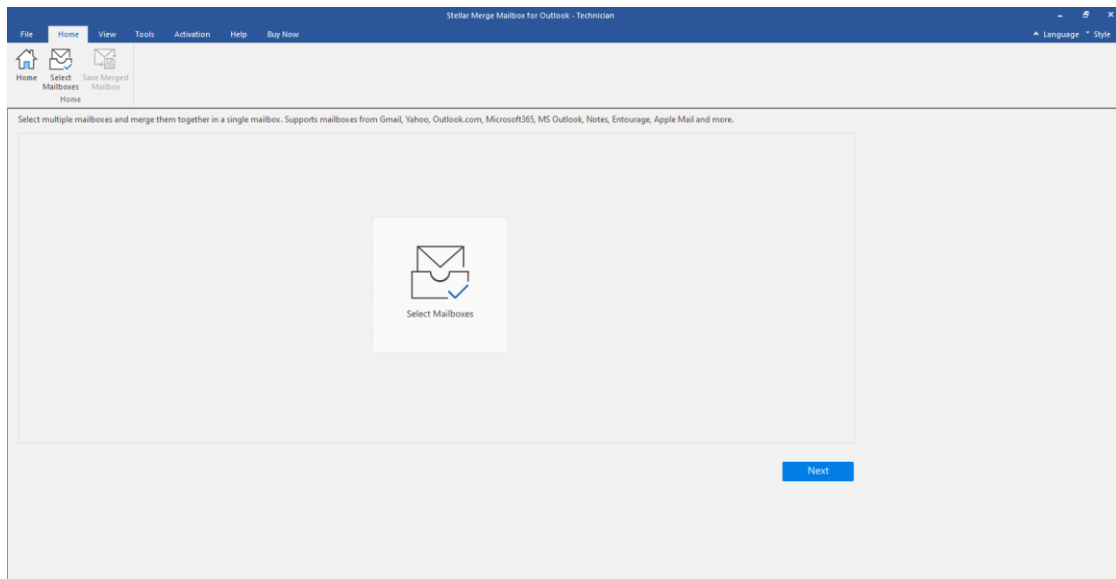 Stellar Merge Mailbox for Outlook - Technician
File Home View Tools Activation Help Buy Now Language Style
Home Select Mailboxes Save Merged Mailbox
Home
Select multiple mailboxes and merge them together in a single mailbox. Supports mailboxes from Gmail, Yahoo, Outlook.com, Microsoft365, MS Outlook, Notes, Entourage, Apple Mail and more.
Select Mailboxes
Next